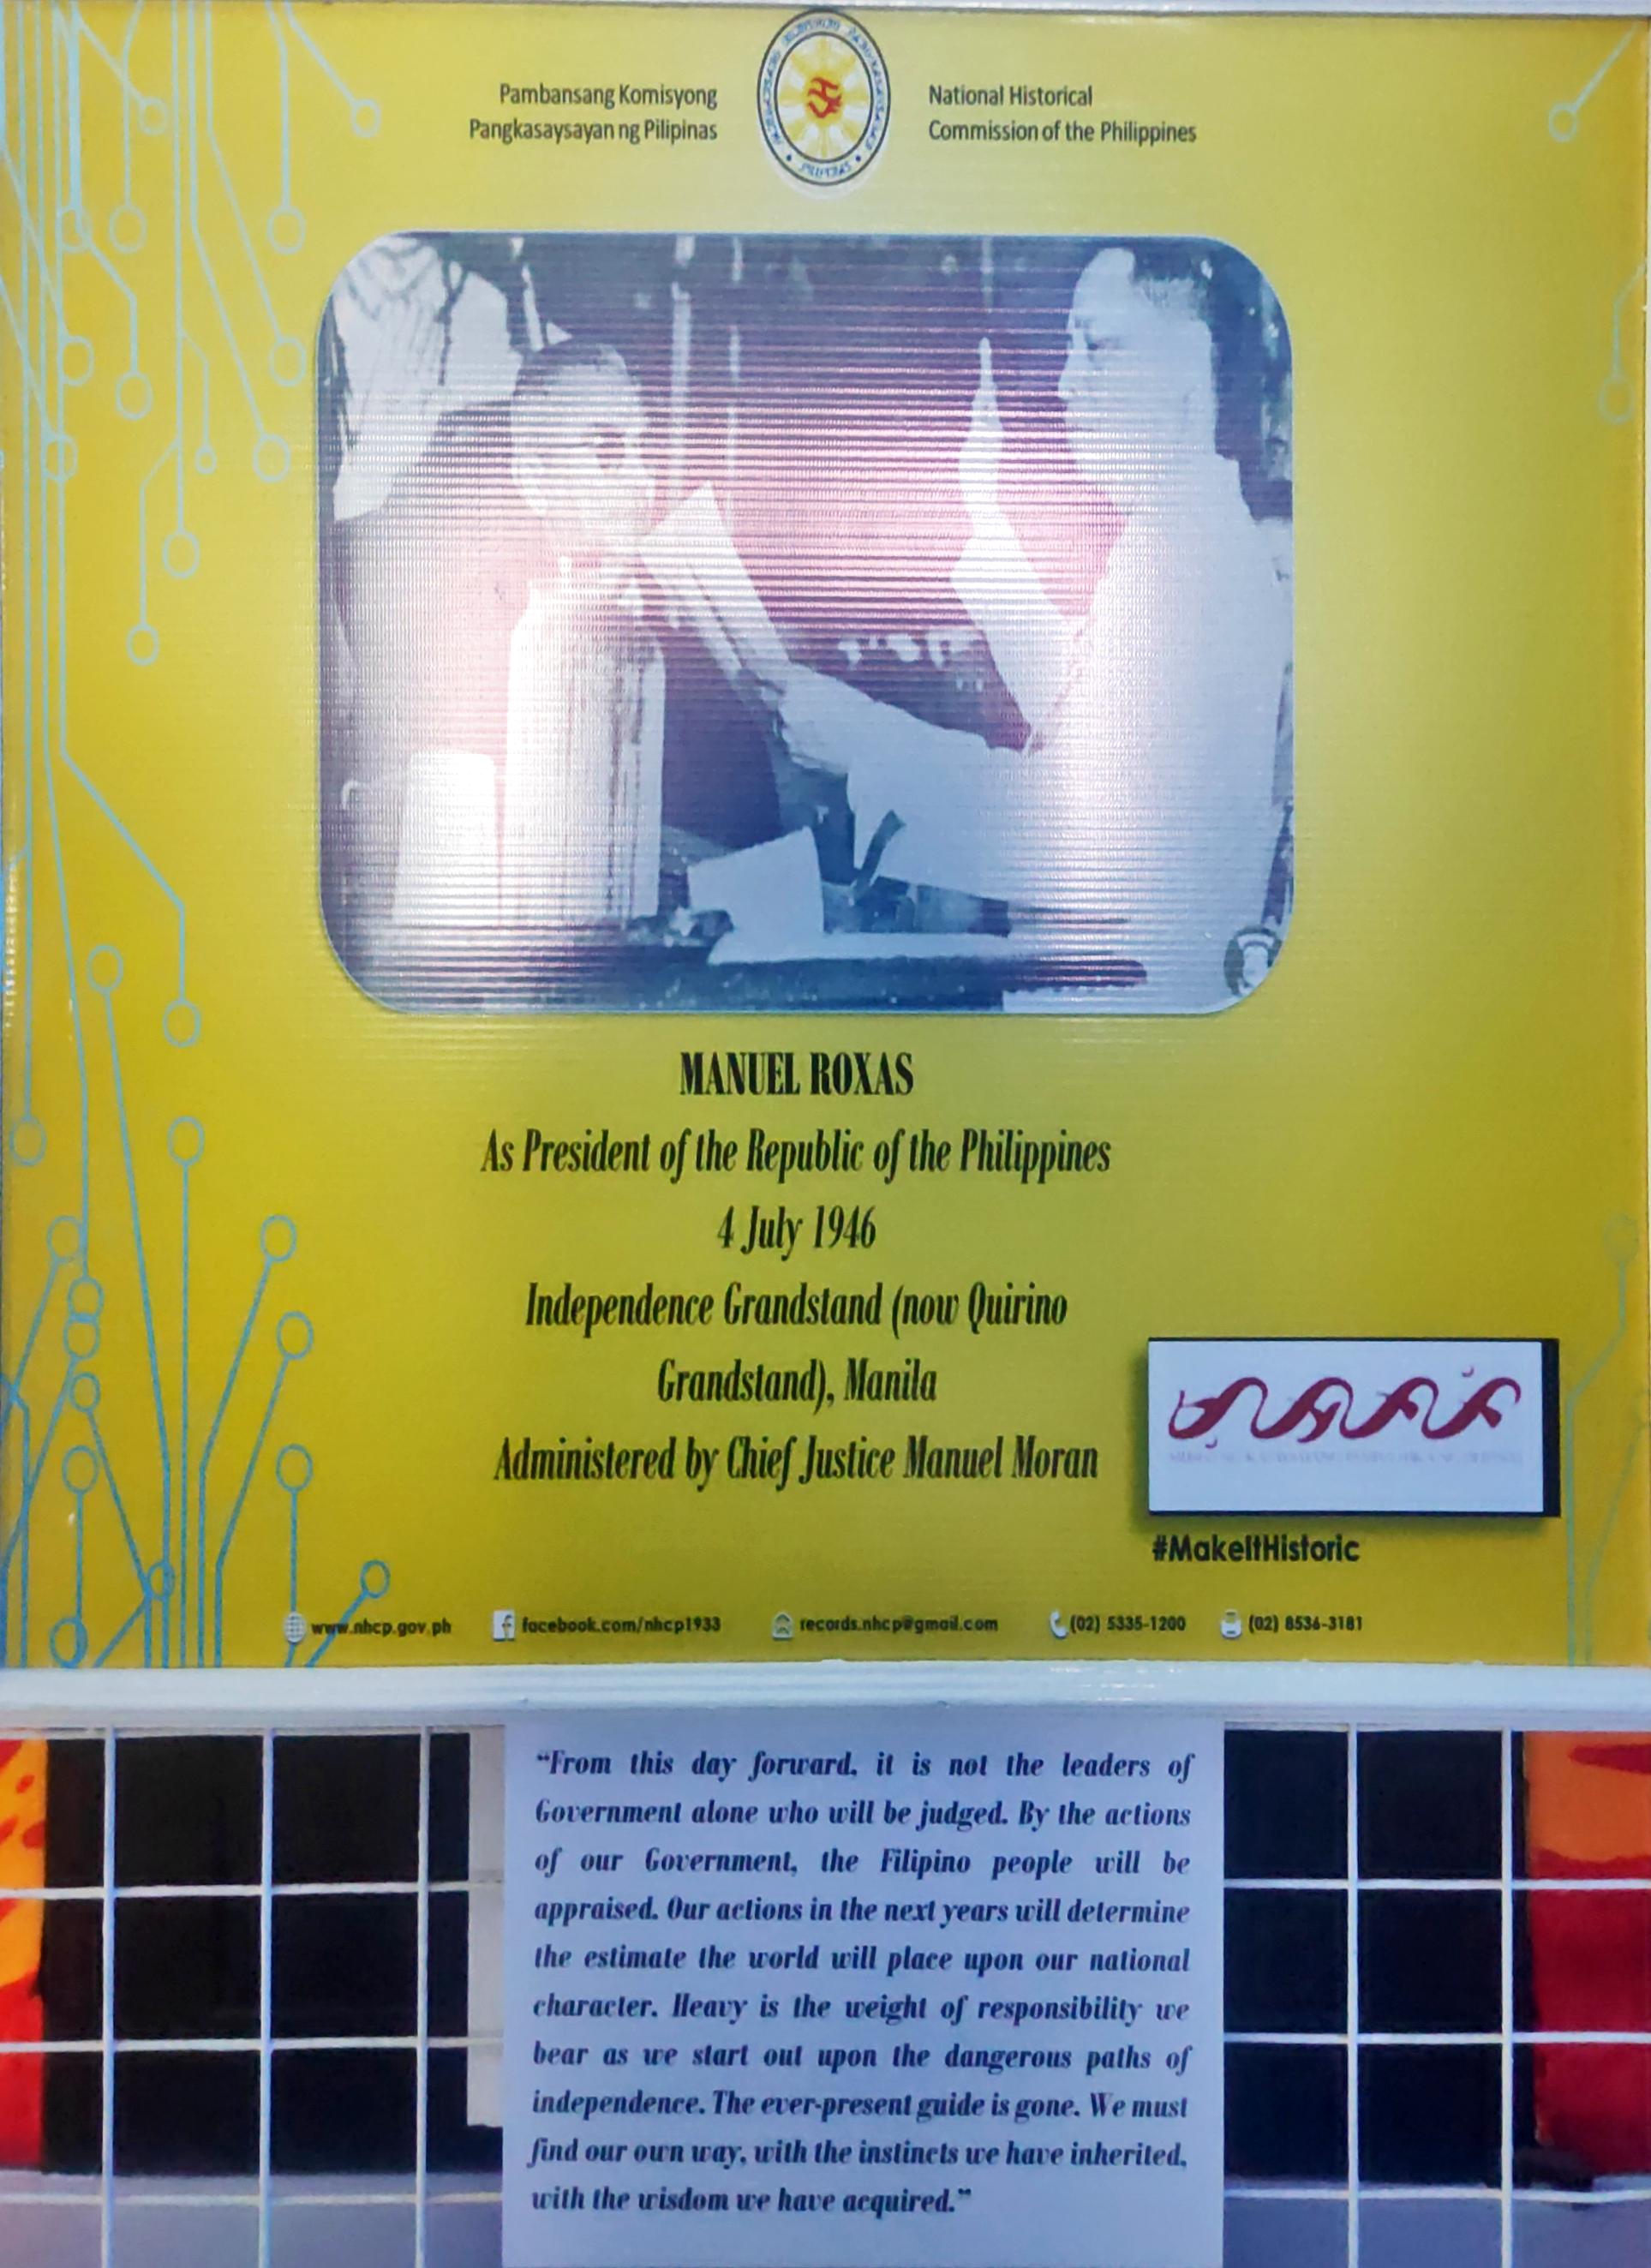 Pambansang Komisyong
Pangkasaysayan ng Pilipinas
National Historical
Commission of the Philippines
MANUEL ROXAS
As President of the Republic of the Philippines
4 July 1946
Independence Grandstand (now Quirino
Grandstand), Manila
Administered by Chief Justice Manuel Moran
#MakeItHistoric
www.nhcp.gov.ph facebook.com/nhcp1933 records.nhcp@gmail.com (02) 5335-1200 (02) 8536-3181
“From this day forward, it is not the leaders of
Government alone who will be judged. By the actions
of our Government, the Filipino people will be
appraised. Our actions in the next years will determine
the estimate the world will place upon our national
character. Heavy is the weight of responsibility we
bear as we start out upon the dangerous paths of
independence. The ever-present guide is gone. We must
find our own way, with the instincts we have inherited,
with the wisdom we have acquired.”